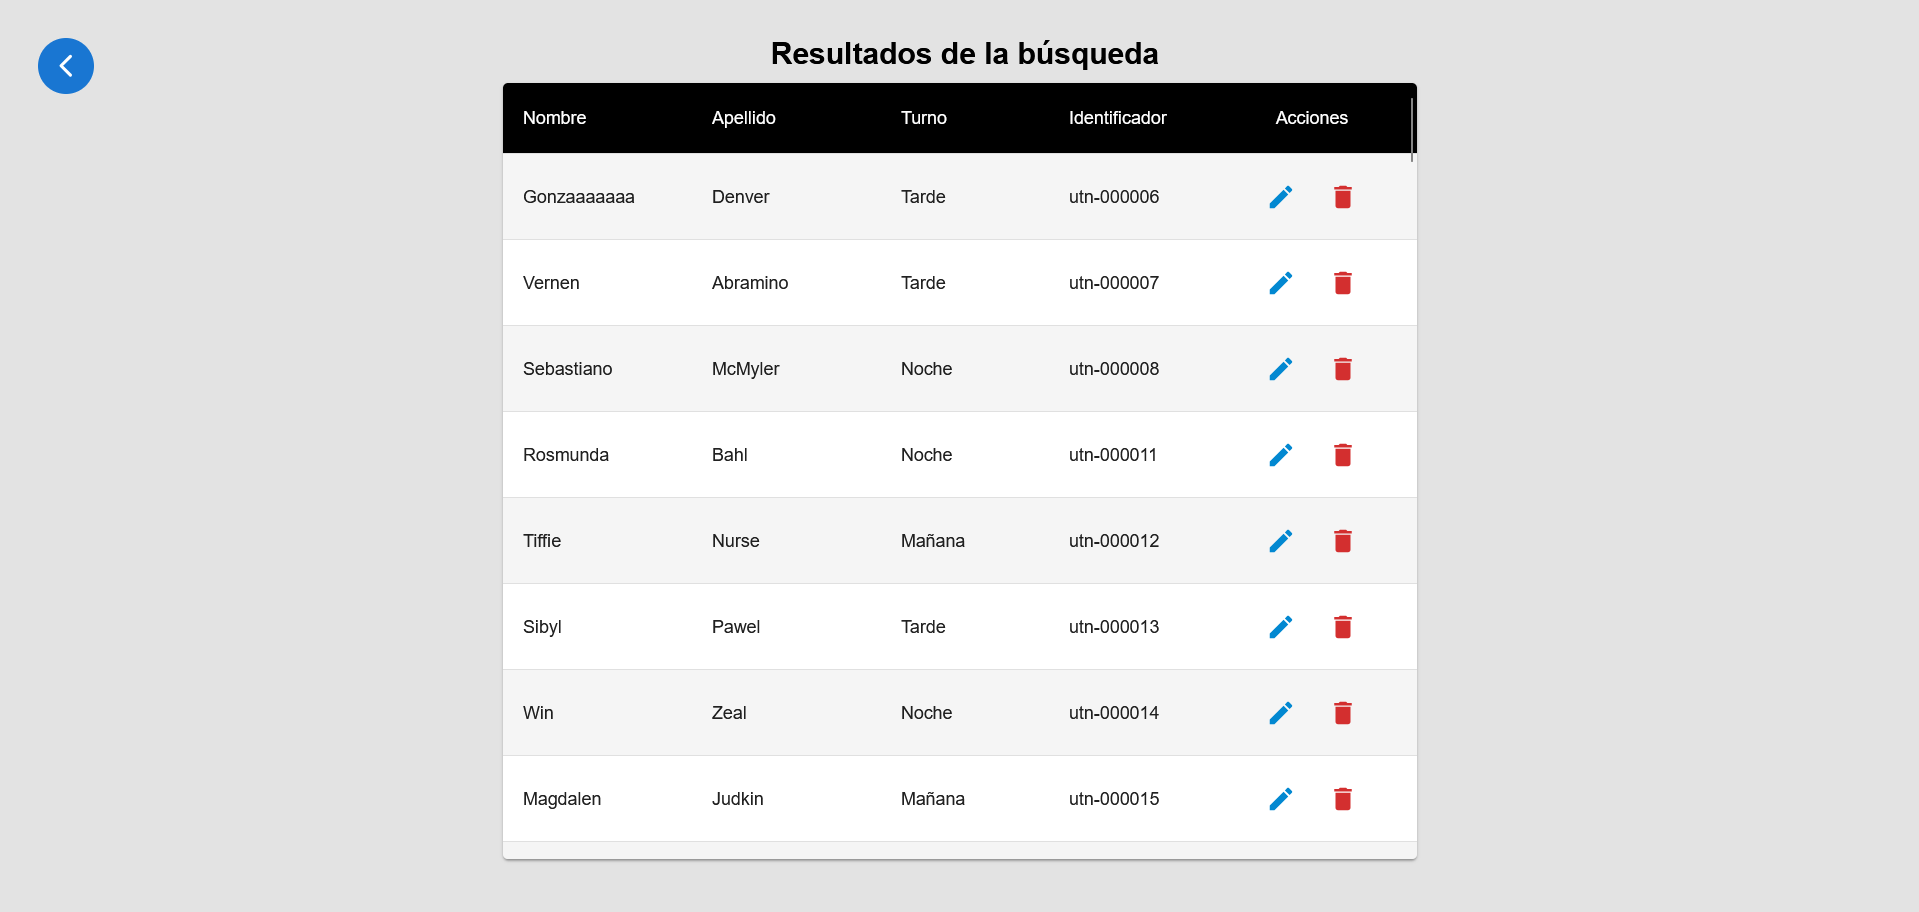 Resultados de la búsqueda
Nombre Apellido Turno Identificador Acciones
Gonzaaaaaaa Denver Tarde utn-000006
Vernen Abramino Tarde utn-000007
Sebastiano McMyler Noche utn-000008
Rosmunda Bahl Noche utn-000011
Tiffie Nurse Mañana utn-000012
Sibyl Pawel Tarde utn-000013
Win Zeal Noche utn-000014
Magdalen Judkin Mañana utn-000015